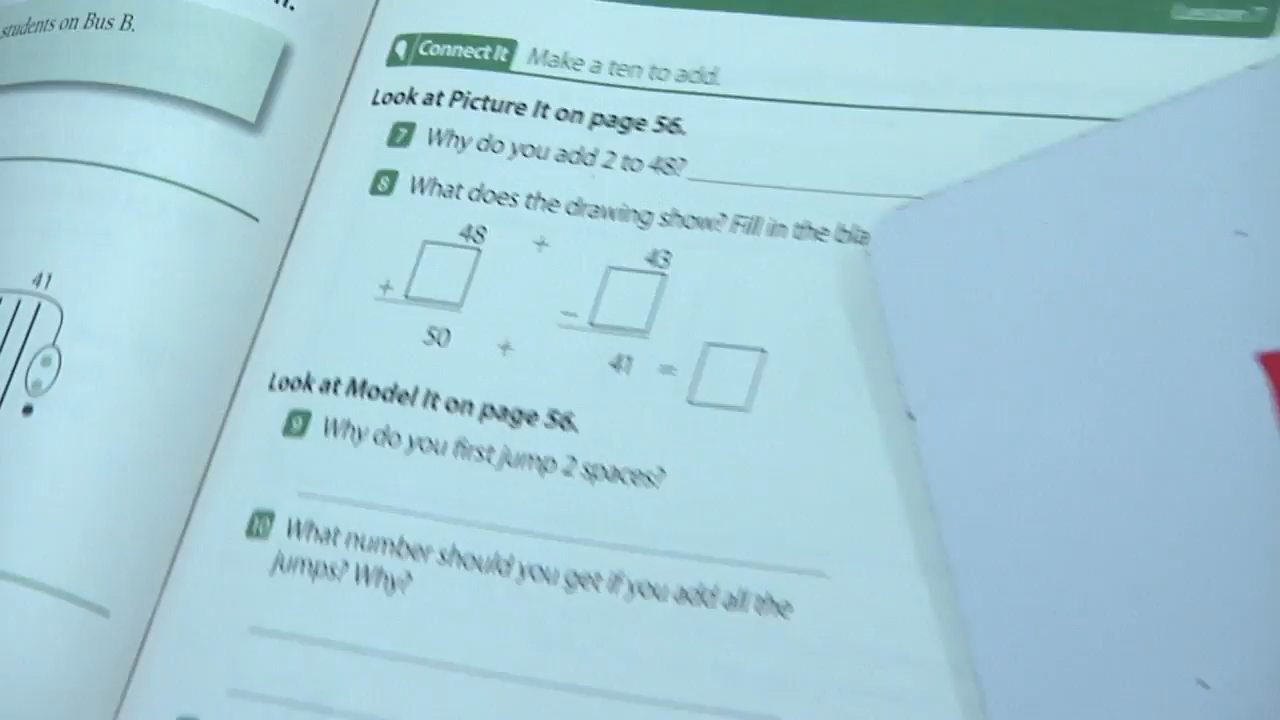 students on Bus B.
41
Connect It Make a ten to add.
Look at Picture It on page 56.
7 Why do you add 2 to 48?
8 What does the drawing show? Fill in the bla
48 + 43
+ −
50 + 41 =
Look at Model It on page 56.
9 Why do you first jump 2 spaces?
10 What number should you get if you add all the
jumps? Why?